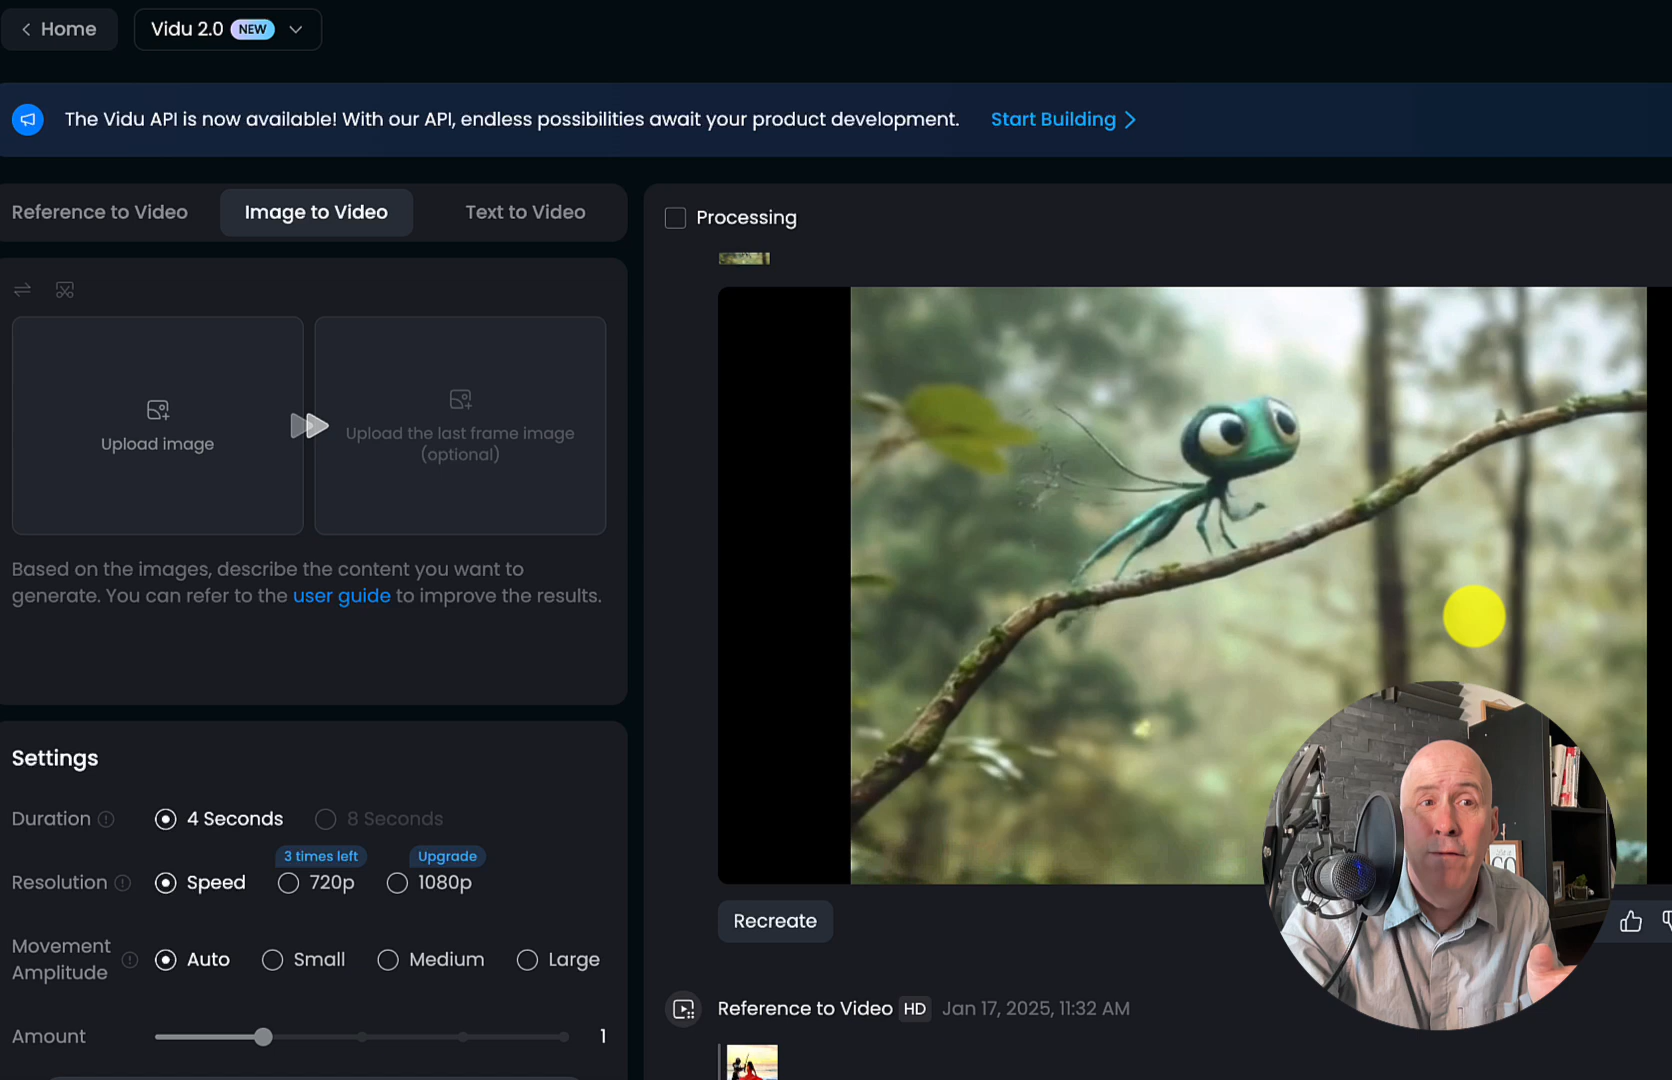 Home
Vidu 2.0 NEW
The Vidu API is now available! With our API, endless possibilities await your product development. Start Building
Reference to Video
Image to Video
Text to Video
Upload image
Upload the last frame image
(optional)
Based on the images, describe the content you want to
generate. You can refer to the user guide to improve the results.
Settings
Duration
4 Seconds
8 Seconds
3 times left
Upgrade
Resolution
Speed
720p
1080p
Movement
Amplitude
Auto
Small
Medium
Large
Amount
1
Processing
Recreate
Reference to Video HD Jan 17, 2025, 11:32 AM